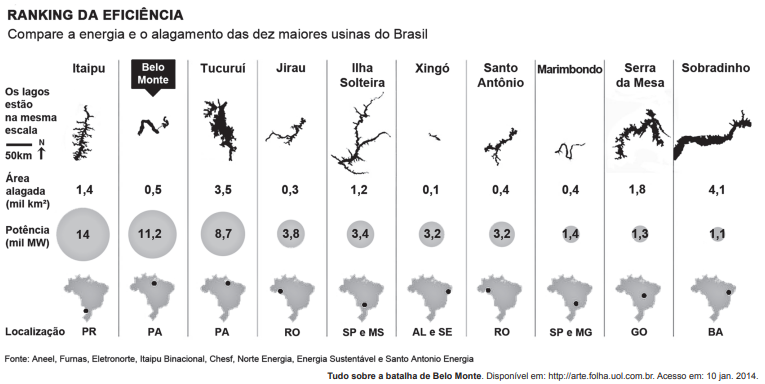 RANKING DA EFICIÊNCIA
Compare a energia e o alagamento das dez maiores usinas do Brasil
Itaipu Belo Monte Tucuruí Jirau Ilha Solteira Xingó Santo Antônio Marimbondo Serra da Mesa Sobradinho
Os lagos
estão
na mesma
escala
N
50km
Área
alagada
(mil km²)
1,4 0,5 3,5 0,3 1,2 0,1 0,4 0,4 1,8 4,1
Potência
(mil MW)
14 11,2 8,7 3,8 3,4 3,2 3,2 1,4 1,3 1,1
Localização PR PA PA RO SP e MS AL e SE RO SP e MG GO BA
Fonte: Aneel, Furnas, Eletronorte, Itaipu Binacional, Chesf, Norte Energia, Energia Sustentável e Santo Antonio Energia
Tudo sobre a batalha de Belo Monte. Disponível em: http://arte.folha.uol.com.br. Acesso em: 10 jan. 2014.